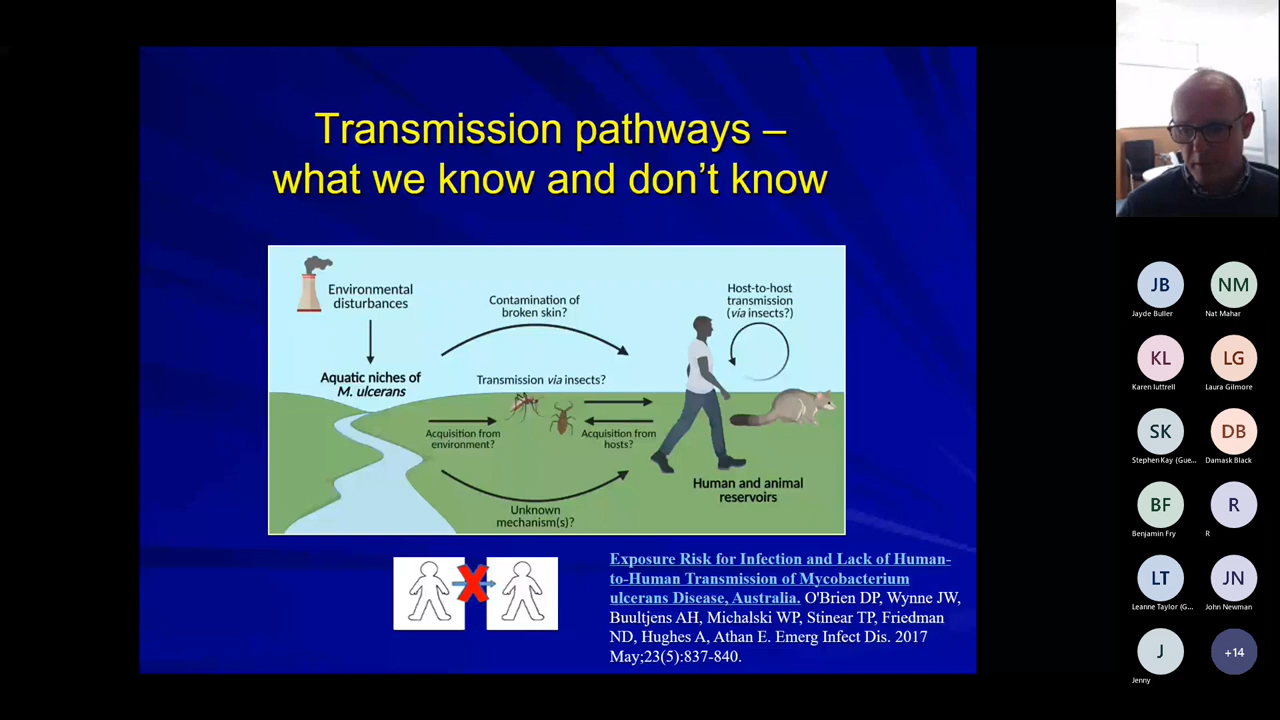 Transmission pathways –
what we know and don't know
Environmental
disturbances
Aquatic niches of
M. ulcerans
Contamination of
broken skin?
Transmission via insects?
Acquisition from
environment?
Acquisition from
hosts?
Unknown
mechanism(s)?
Host-to-host
transmission
(via insects?)
Human and animal
reservoirs
Exposure Risk for Infection and Lack of Human-
to-Human Transmission of Mycobacterium
ulcerans Disease, Australia. O'Brien DP, Wynne JW,
Buultjens AH, Michalski WP, Stinear TP, Friedman
ND, Hughes A, Athan E. Emerg Infect Dis. 2017
May;23(5):837-840.
JB
Jayde Buller
NM
Nat Mahar
KL
Karen luttrell
LG
Laura Gilmore
SK
Stephen Kay (Gue...
DB
Damask Black
BF
Benjamin Fry
R
R
LT
Leanne Taylor (G...
JN
John Newman
J
Jenny
+14